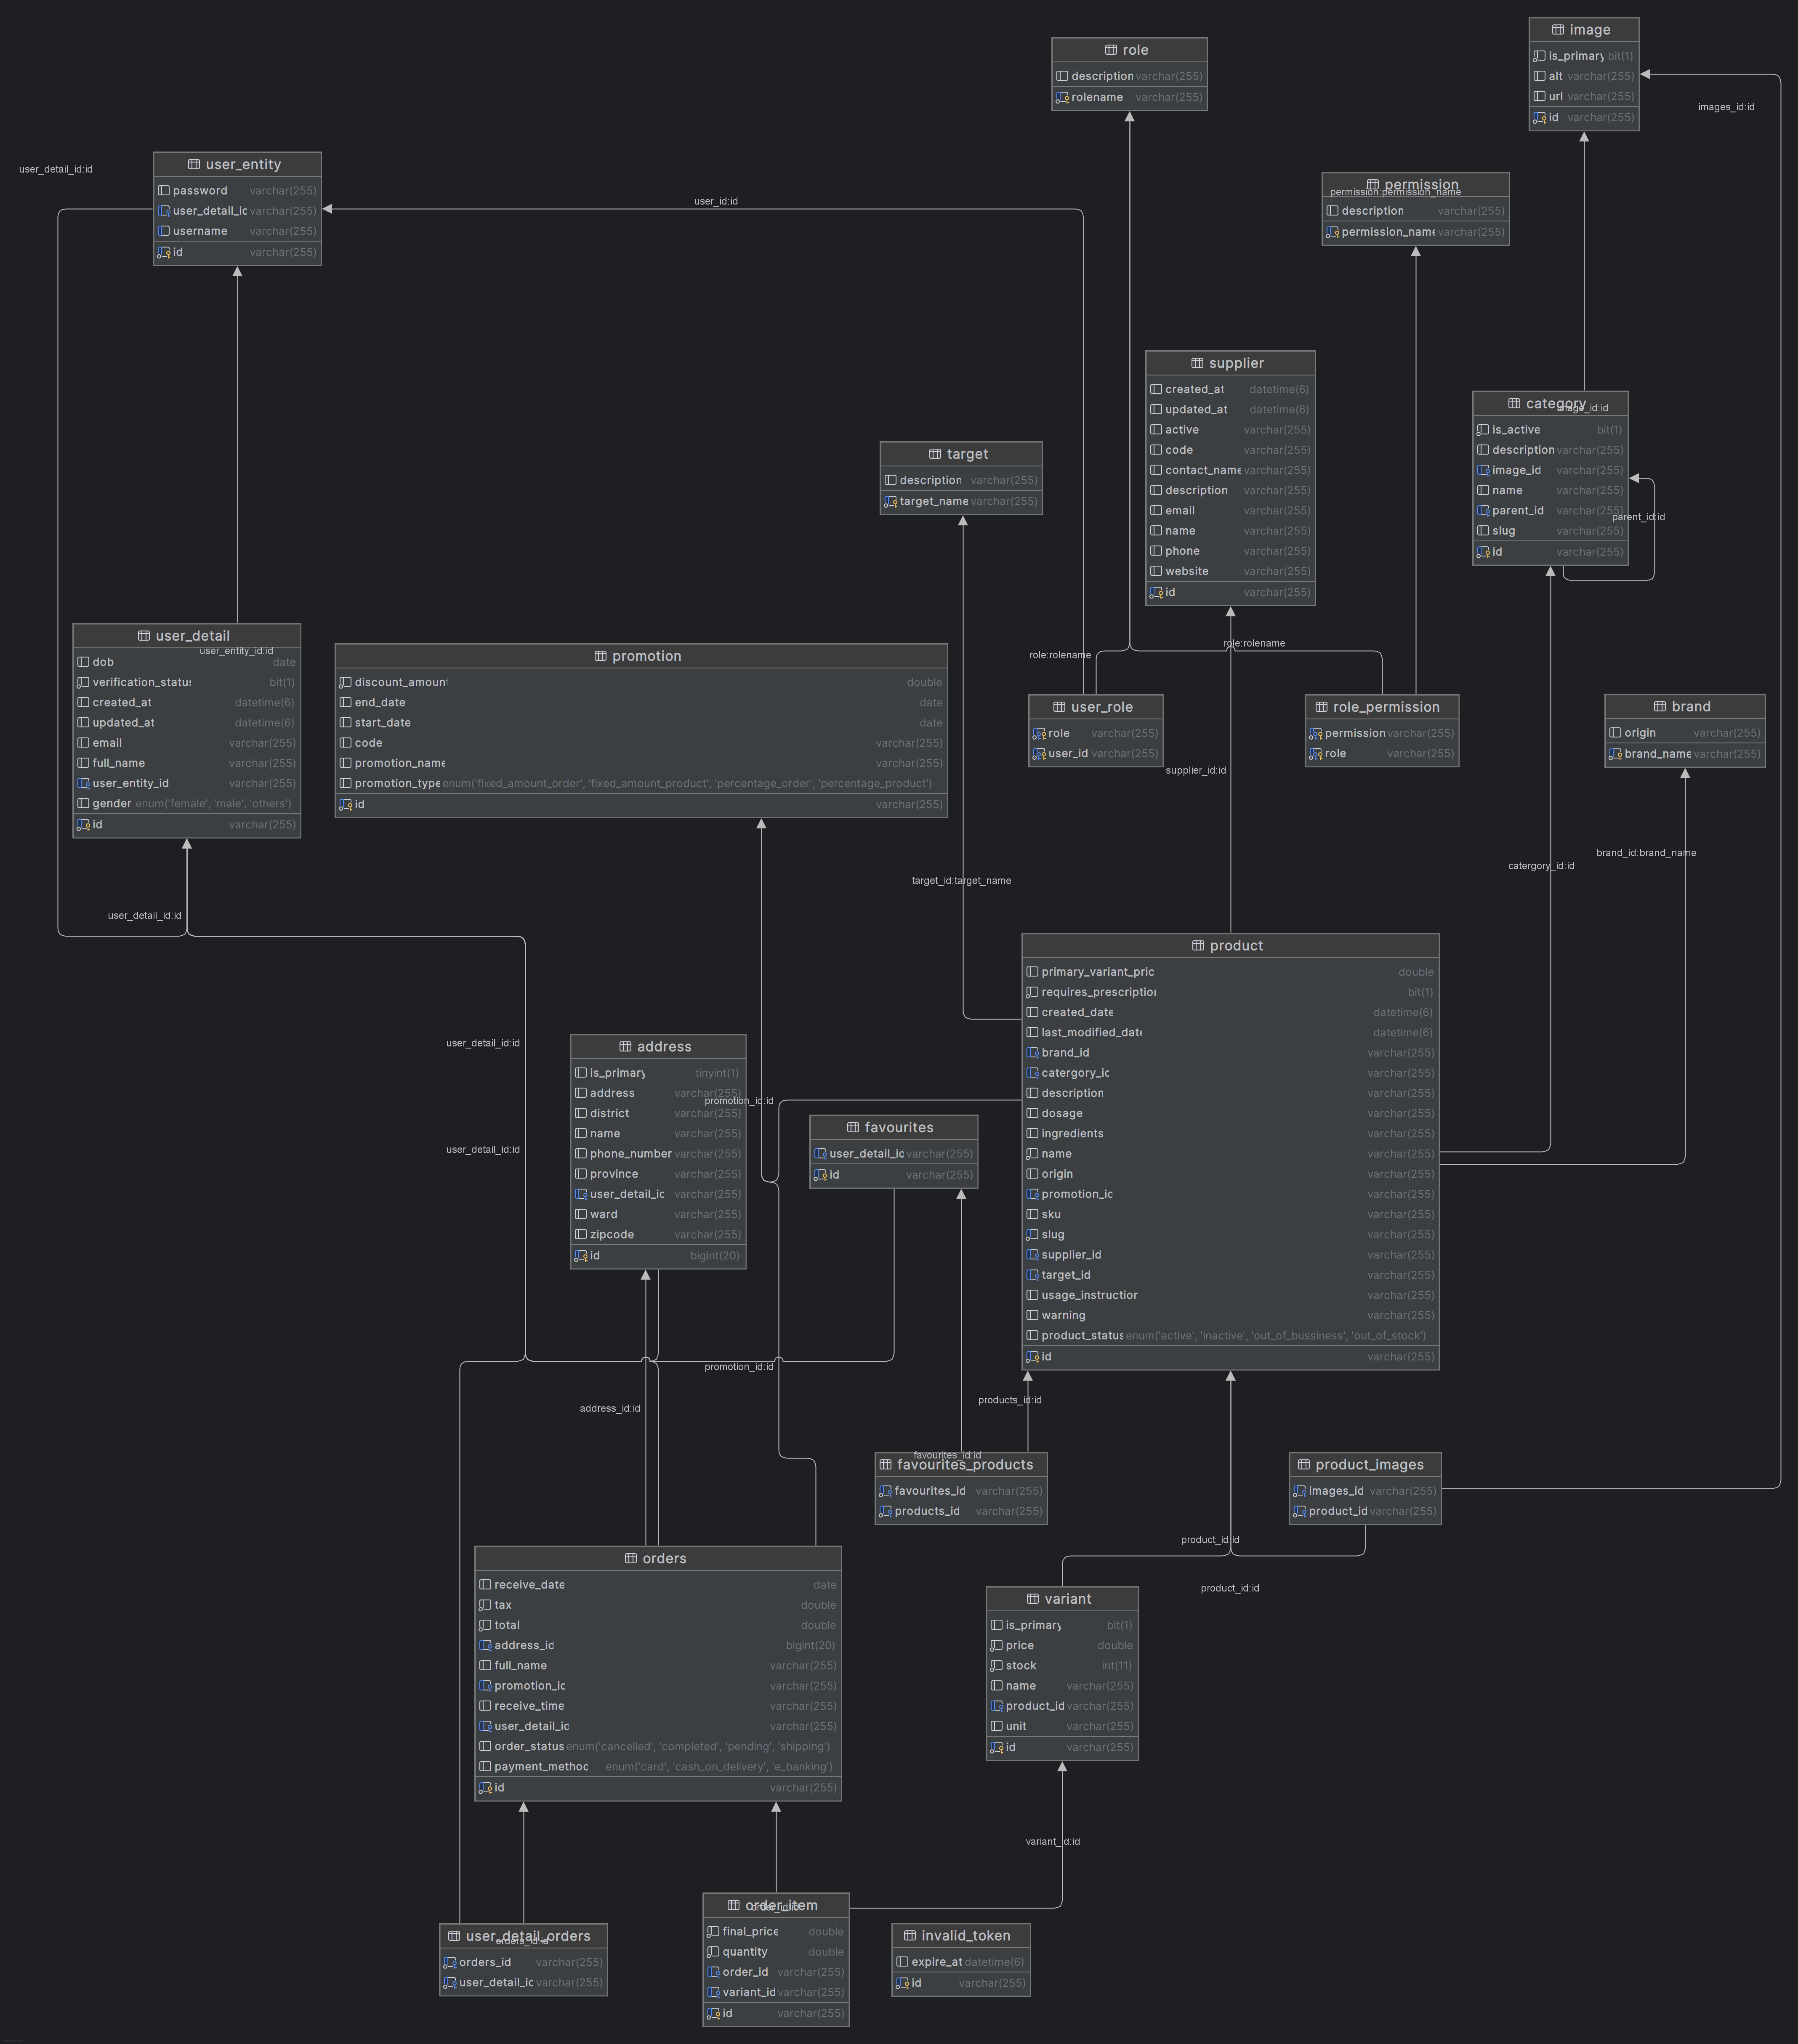 image
is_primary bit(1)
alt varchar(255)
url varchar(255)
id varchar(255)
images_id:id
role
description varchar(255)
rolename varchar(255)
user_entity
password varchar(255)
user_detail_id varchar(255)
username varchar(255)
id varchar(255)
user_detail_id:id
user_id:id
permission
permission:permission_name
description varchar(255)
permission_name varchar(255)
supplier
created_at datetime(6)
updated_at datetime(6)
active varchar(255)
code varchar(255)
contact_name varchar(255)
description varchar(255)
email varchar(255)
name varchar(255)
phone varchar(255)
website varchar(255)
id varchar(255)
category
image_id:id
is_active bit(1)
description varchar(255)
image_id varchar(255)
name varchar(255)
parent_id varchar(255)
slug varchar(255)
id varchar(255)
parent_id:id
target
description varchar(255)
target_name varchar(255)
user_detail
user_entity_id:id
dob date
verification_status bit(1)
created_at datetime(6)
updated_at datetime(6)
email varchar(255)
full_name varchar(255)
user_entity_id varchar(255)
gender enum('female', 'male', 'others')
id varchar(255)
promotion
discount_amount double
end_date date
start_date date
code varchar(255)
promotion_name varchar(255)
promotion_type enum('fixed_amount_order', 'fixed_amount_product', 'percentage_order', 'percentage_product')
id varchar(255)
role:rolename
role:rolename
user_role
role varchar(255)
user_id varchar(255)
role_permission
permission varchar(255)
role varchar(255)
brand
origin varchar(255)
brand_name varchar(255)
supplier_id:id
target_id:target_name
catergory_id:id
brand_id:brand_name
user_detail_id:id
product
primary_variant_pric double
requires_prescription bit(1)
created_date datetime(6)
last_modified_date datetime(6)
brand_id varchar(255)
catergory_id varchar(255)
description varchar(255)
dosage varchar(255)
ingredients varchar(255)
name varchar(255)
origin varchar(255)
promotion_id varchar(255)
sku varchar(255)
slug varchar(255)
supplier_id varchar(255)
target_id varchar(255)
usage_instruction varchar(255)
warning varchar(255)
product_status enum('active', 'inactive', 'out_of_bussiness', 'out_of_stock')
id varchar(255)
user_detail_id:id
user_detail_id:id
address
is_primary tinyint(1)
address varchar(255)
district varchar(255)
name varchar(255)
phone_number varchar(255)
province varchar(255)
user_detail_id varchar(255)
ward varchar(255)
zipcode varchar(255)
id bigint(20)
promotion_id:id
favourites
user_detail_id varchar(255)
id varchar(255)
promotion_id:id
address_id:id
products_id:id
favourites_id:id
favourites_products
favourites_id varchar(255)
products_id varchar(255)
product_images
images_id varchar(255)
product_id varchar(255)
product_id:id
product_id:id
orders
receive_date date
tax double
total double
address_id bigint(20)
full_name varchar(255)
promotion_id varchar(255)
receive_time varchar(255)
user_detail_id varchar(255)
order_status enum('cancelled', 'completed', 'pending', 'shipping')
payment_method enum('card', 'cash_on_delivery', 'e_banking')
id varchar(255)
variant
is_primary bit(1)
price double
stock int(11)
name varchar(255)
product_id varchar(255)
unit varchar(255)
id varchar(255)
variant_id:id
user_detail_orders
orders_id:id
orders_id varchar(255)
user_detail_id varchar(255)
order_item
order_id:id
final_price double
quantity double
order_id varchar(255)
variant_id varchar(255)
id varchar(255)
invalid_token
expire_at datetime(6)
id varchar(255)